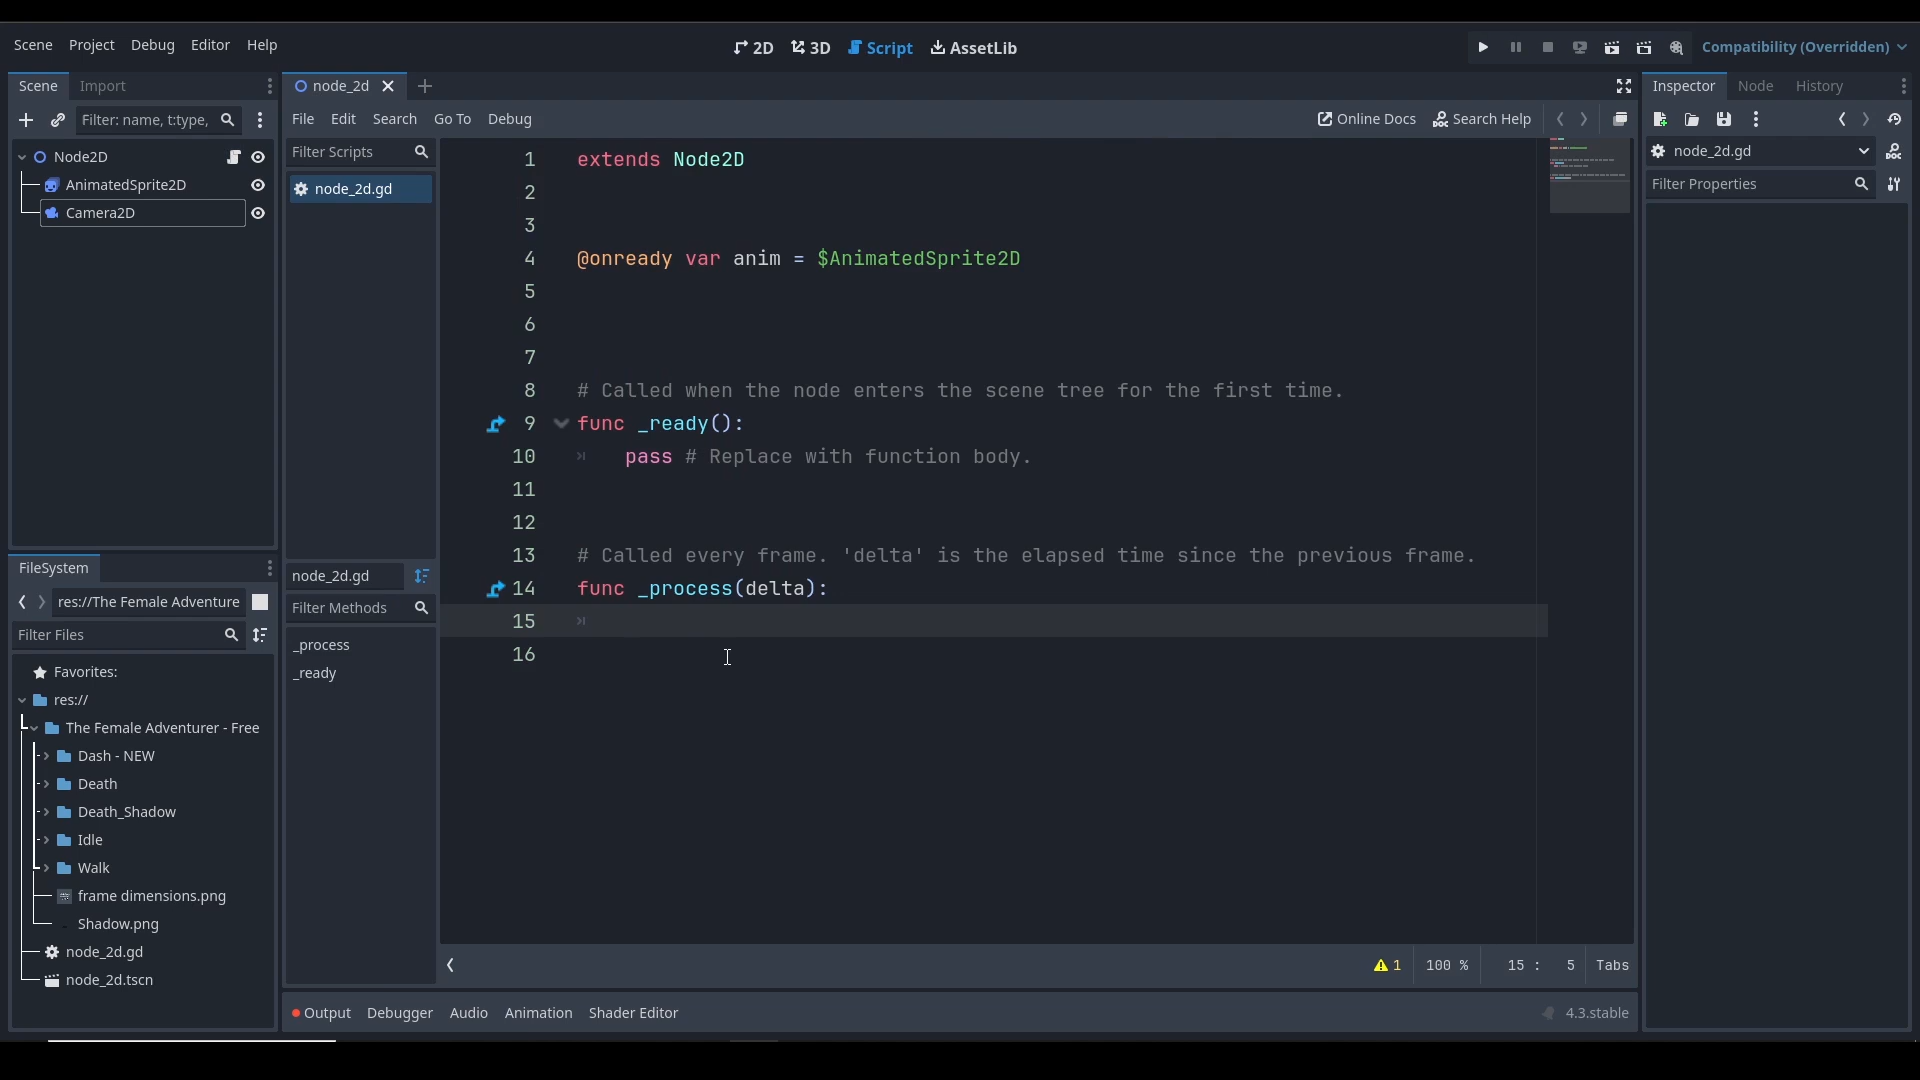 Scene Project Debug Editor Help
2D 3D Script AssetLib
Compatibility (Overridden)
Scene Import
Filter: name, t:type,
Node2D
AnimatedSprite2D
Camera2D
FileSystem
res://The Female Adventure
Filter Files
Favorites:
res://
The Female Adventurer - Free
Dash - NEW
Death
Death_Shadow
Idle
Walk
frame dimensions.png
Shadow.png
node_2d.gd
node_2d.tscn
node_2d
File Edit Search Go To Debug
Online Docs Search Help
Filter Scripts
node_2d.gd
node_2d.gd
Filter Methods
_process
_ready
1 extends Node2D
2
3
4 @onready var anim = $AnimatedSprite2D
5
6
7
8 # Called when the node enters the scene tree for the first time.
9 func _ready():
10 pass # Replace with function body.
11
12
13 # Called every frame. 'delta' is the elapsed time since the previous frame.
14 func _process(delta):
15
16
1 100 % 15 : 5 Tabs
Output Debugger Audio Animation Shader Editor
4.3.stable
Inspector Node History
node_2d.gd
Filter Properties